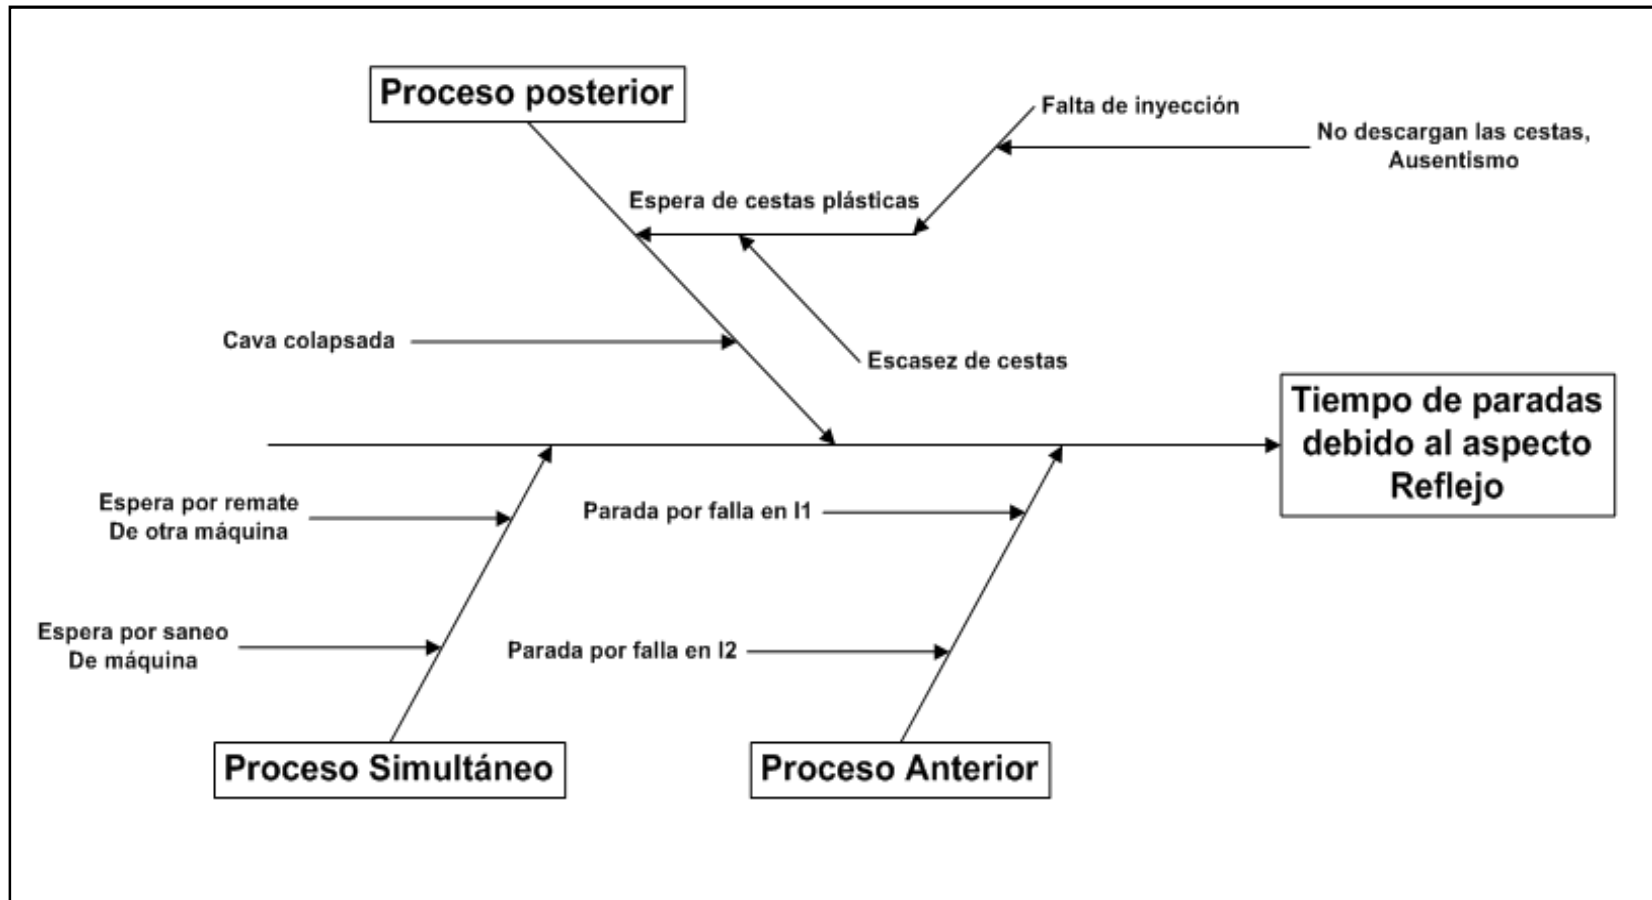 Proceso posterior
Falta de inyección
No descargan las cestas,
Ausentismo
Espera de cestas plásticas
Cava colapsada
Escasez de cestas
Tiempo de paradas
debido al aspecto
Reflejo
Espera por remate
De otra máquina
Parada por falla en I1
Espera por saneo
De máquina
Parada por falla en I2
Proceso Simultáneo
Proceso Anterior